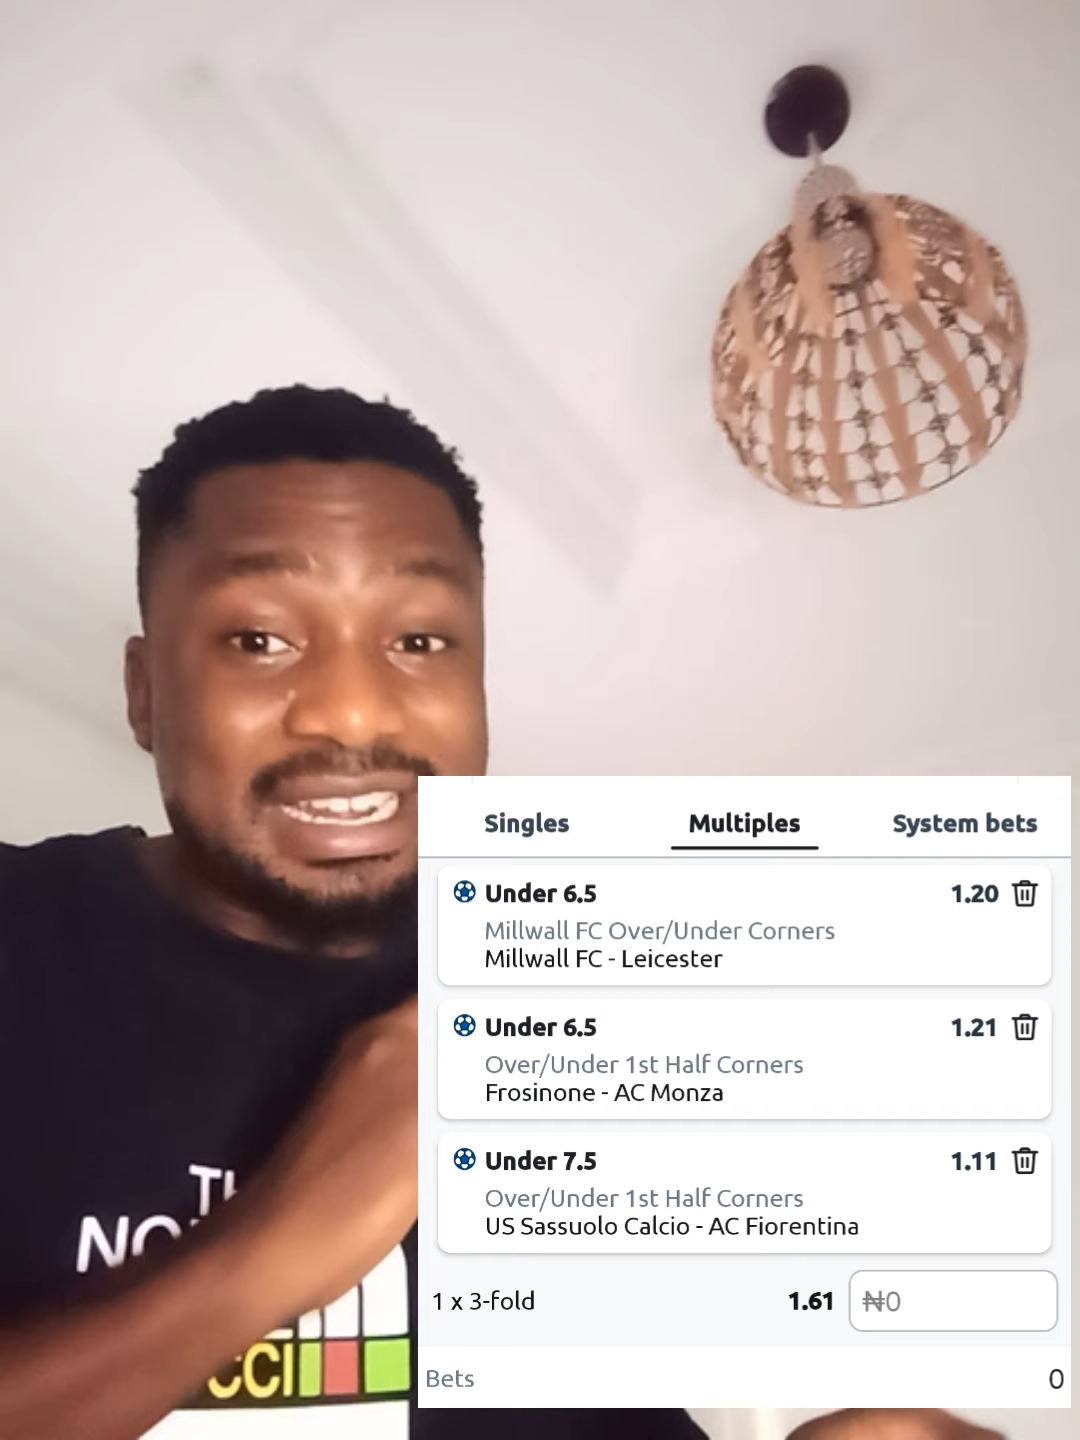 Singles Multiples System bets
Under 6.5 1.20
Millwall FC Over/Under Corners
Millwall FC - Leicester
Under 6.5 1.21
Over/Under 1st Half Corners
Frosinone - AC Monza
Under 7.5 1.11
Over/Under 1st Half Corners
US Sassuolo Calcio - AC Fiorentina
1 x 3-fold 1.61 ₦0
Bets 0